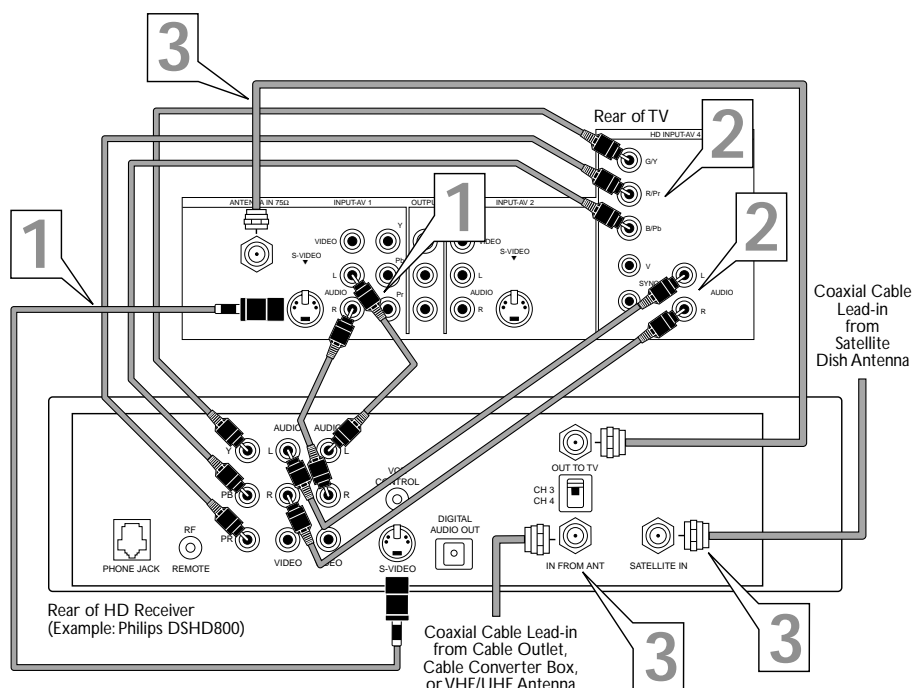 3
Rear of TV
HD INPUT-AV 4
2
G/Y
R/Pr
B/Pb
1
ANTENNA IN 75Ω
INPUT-AV 1
INPUT-AV 2
1
VIDEO
Y
S-VIDEO
Pb
L
AUDIO
R
Pr
S-VIDEO
L
AUDIO
R
V
SYNC
2
L
AUDIO
R
Coaxial Cable
Lead-in
from
Satellite
Dish Antenna
AUDIO
AUDIO
Y
L
L
PB
R
R
PR
VCR
CONTROL
OUT TO TV
CH 3
CH 4
RF
REMOTE
PHONE JACK
VIDEO
S-VIDEO
DIGITAL
AUDIO OUT
IN FROM ANT
SATELLITE IN
Rear of HD Receiver
(Example: Philips DSHD800)
Coaxial Cable Lead-in
from Cable Outlet,
Cable Converter Box,
or VHF/UHF Antenna
3
3